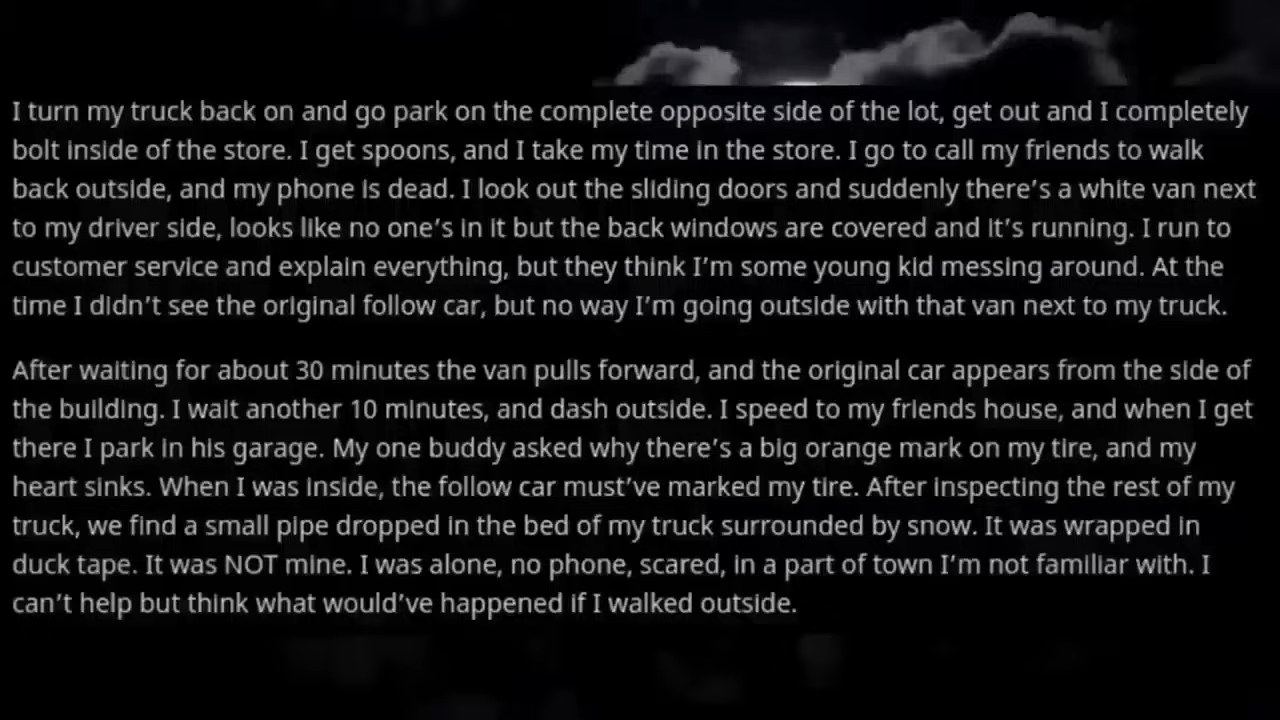 I turn my truck back on and go park on the complete opposite side of the lot, get out and I completely
bolt inside of the store. I get spoons, and I take my time in the store. I go to call my friends to walk
back outside, and my phone is dead. I look out the sliding doors and suddenly there’s a white van next
to my driver side, looks like no one’s in it but the back windows are covered and it’s running. I run to
customer service and explain everything, but they think I’m some young kid messing around. At the
time I didn’t see the original follow car, but no way I’m going outside with that van next to my truck.
After waiting for about 30 minutes the van pulls forward, and the original car appears from the side of
the building. I wait another 10 minutes, and dash outside. I speed to my friends house, and when I get
there I park in his garage. My one buddy asked why there’s a big orange mark on my tire, and my
heart sinks. When I was inside, the follow car must’ve marked my tire. After inspecting the rest of my
truck, we find a small pipe dropped in the bed of my truck surrounded by snow. It was wrapped in
duck tape. It was NOT mine. I was alone, no phone, scared, in a part of town I’m not familiar with. I
can’t help but think what would’ve happened if I walked outside.